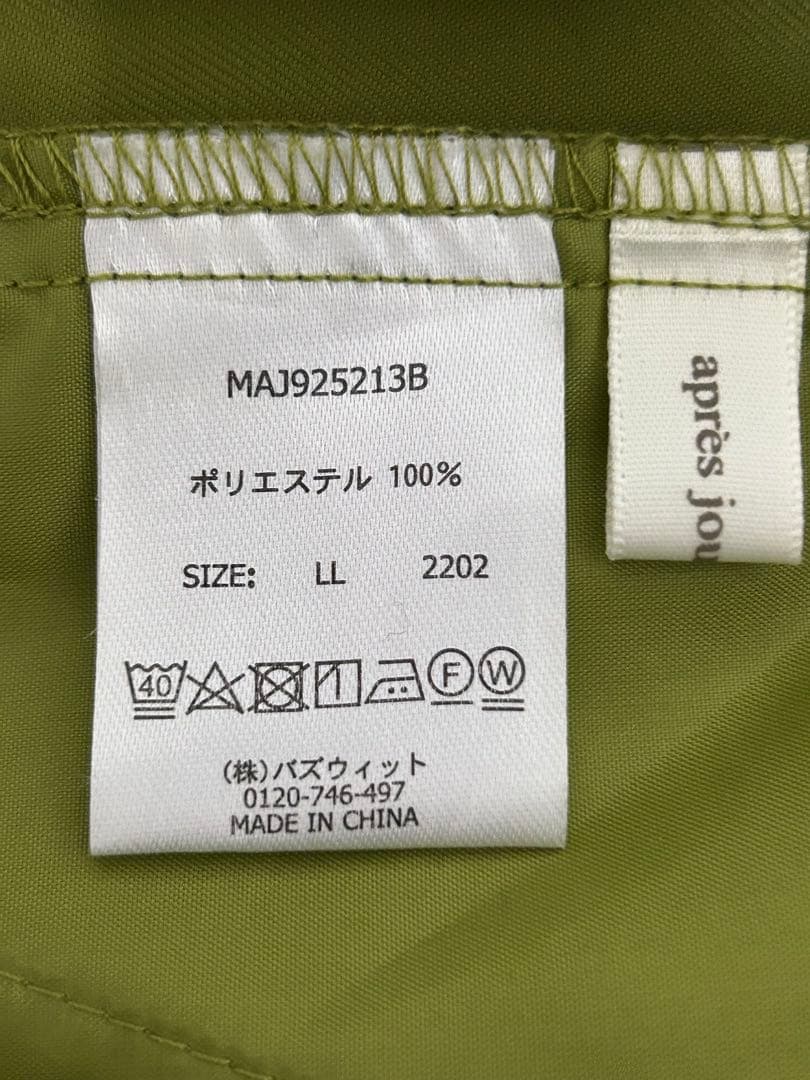 MAJ925213B
ポリエステル 100%
SIZE: LL 2202
40 F W
(株)バズウィット
0120-746-497
MADE IN CHINA
après jou